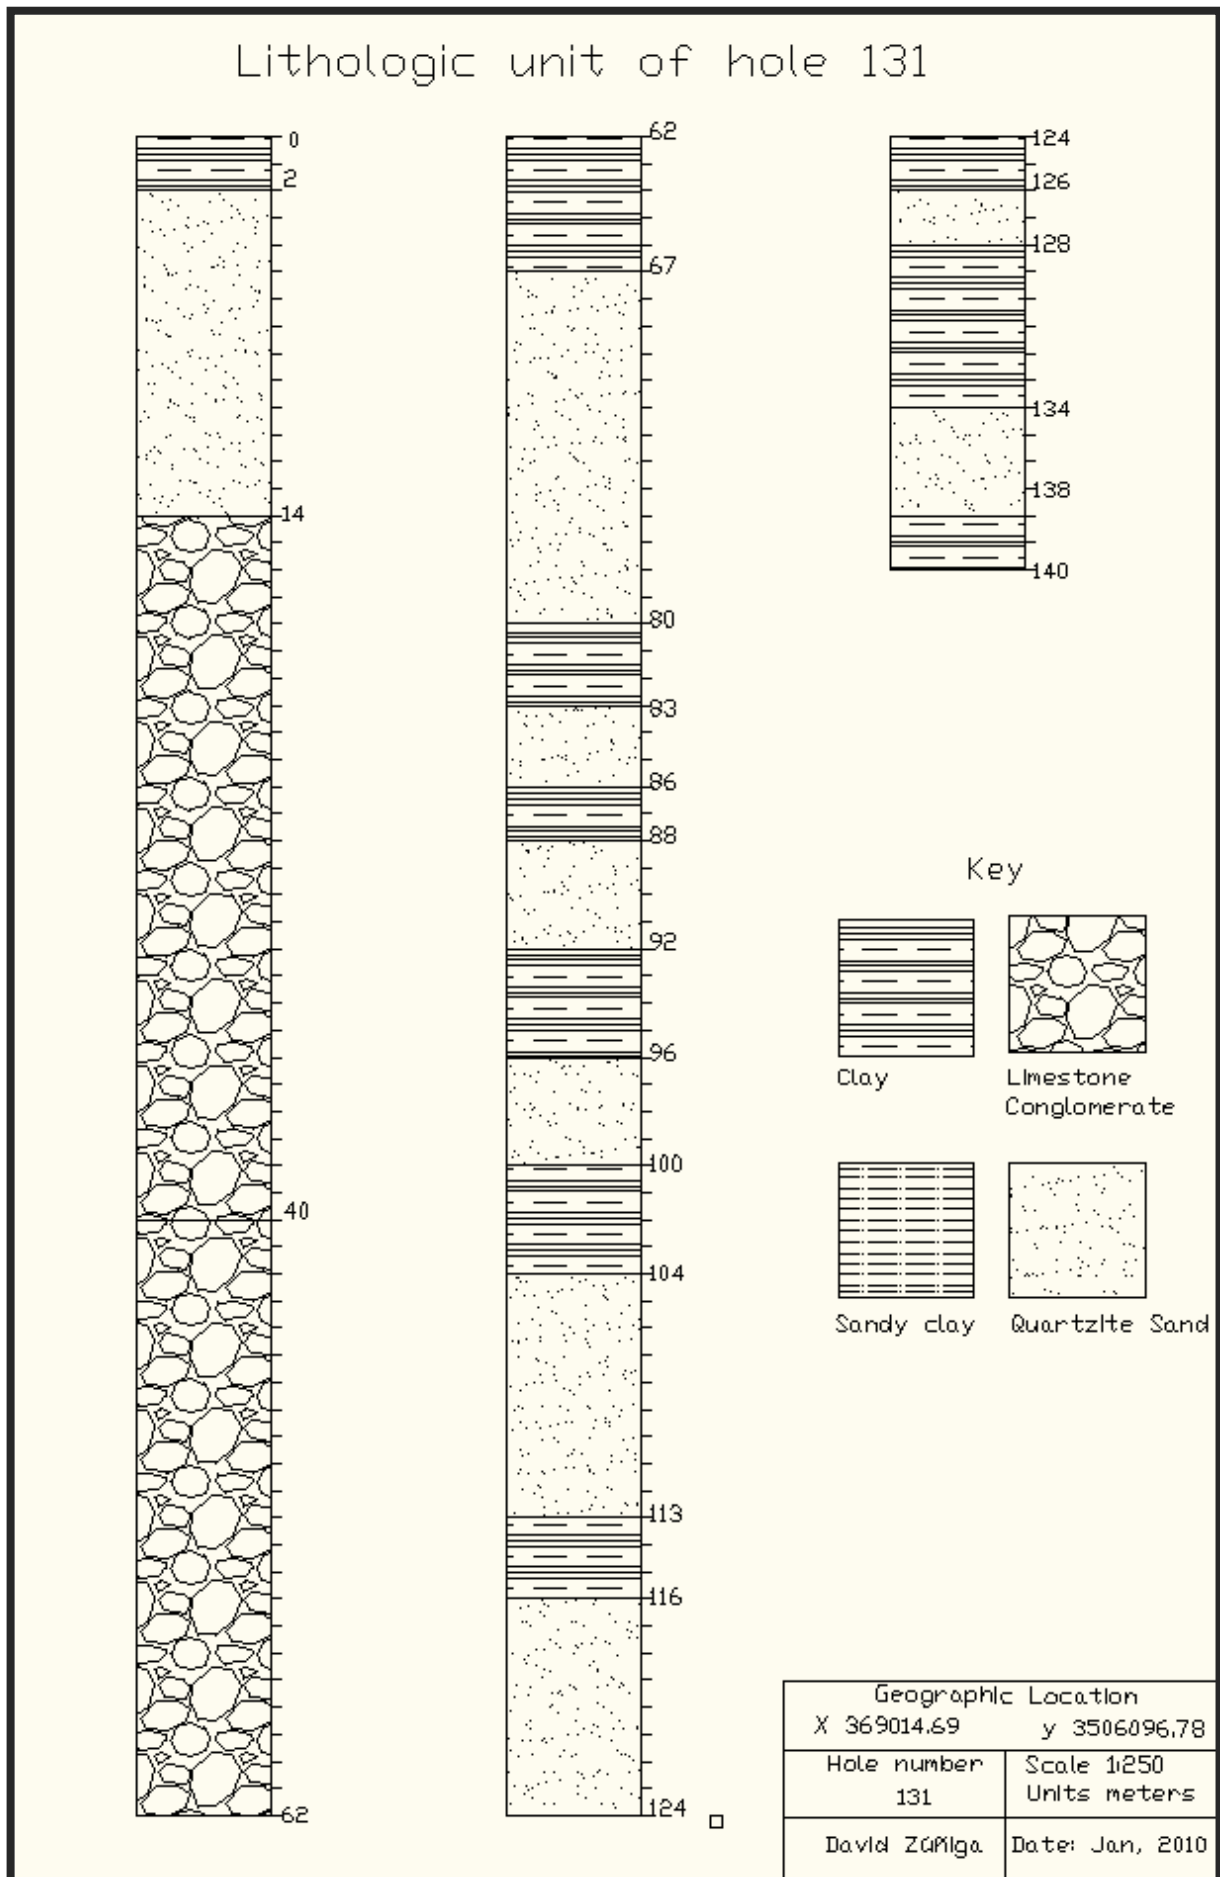 Lithologic unit of hole 131
0
2
14
40
62
62
67
80
83
86
88
92
96
100
104
113
116
124
124
126
128
134
138
140
Key
Clay
Limestone
Conglomerate
Sandy clay
Quartzite Sand
Geographic Location
X 369014.69 y 3506096.78
Hole number
131
Scale 1:250
Units meters
David Zúñiga
Date: Jan, 2010